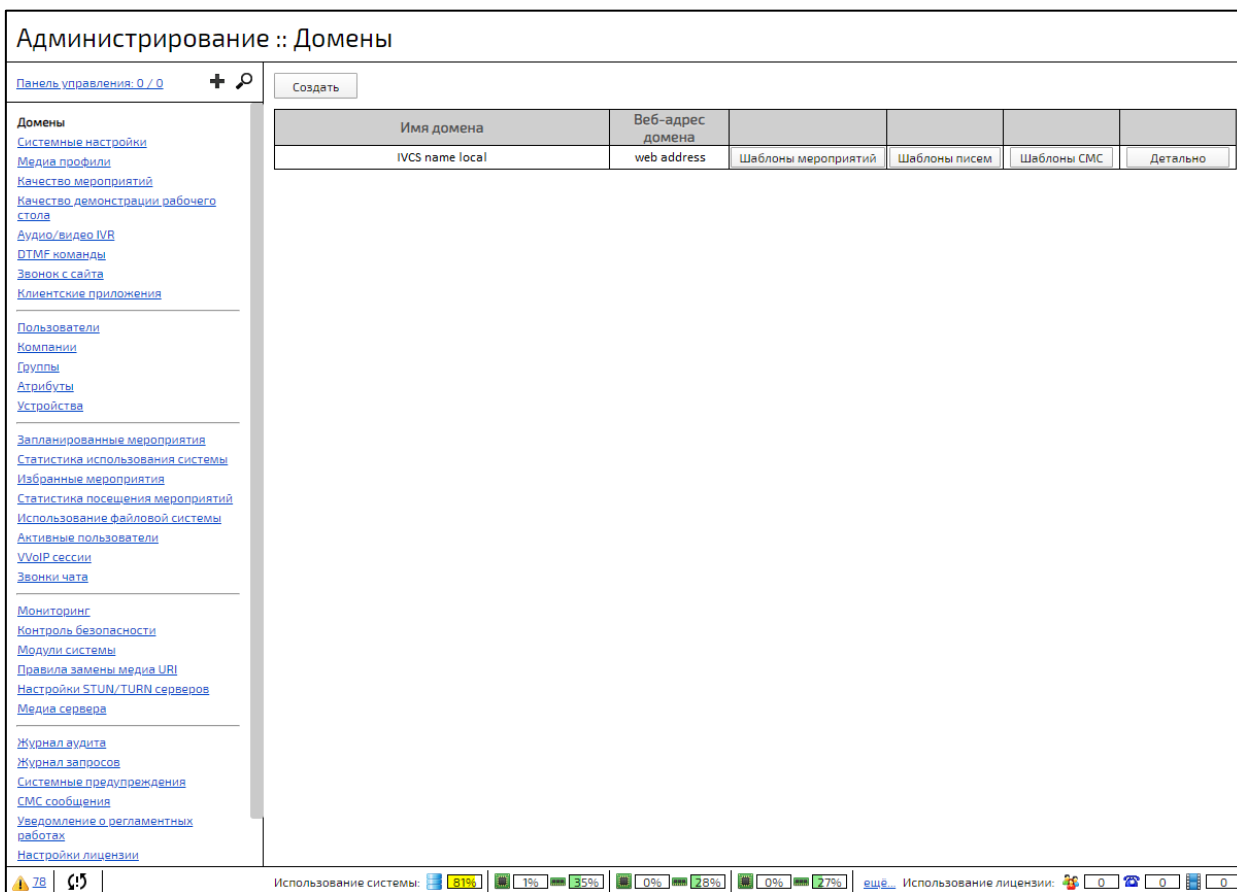 Администрирование :: Домены
Панель управления: 0 / 0
Создать
Домены
Системные настройки
Медиа профили
Качество мероприятий
Качество демонстрации рабочего
стола
Аудио/видео IVR
DTMF команды
Звонок с сайта
Клиентские приложения
Пользователи
Компании
Группы
Атрибуты
Устройства
Запланированные мероприятия
Статистика использования системы
Избранные мероприятия
Статистика посещения мероприятий
Использование файловой системы
Активные пользователи
VVoIP сессии
Звонки чата
Мониторинг
Контроль безопасности
Модули системы
Правила замены медиа URI
Настройки STUN/TURN серверов
Медиа сервера
Журнал аудита
Журнал запросов
Системные предупреждения
СМС сообщения
Уведомление о регламентных
работах
Настройки лицензии
Имя домена
Веб-адрес
домена
IVCS name local web address Шаблоны мероприятий Шаблоны писем Шаблоны СМС Детально
78 Использование системы: 81% 1% 35% 0% 28% 0% 27% ещё... Использование лицензии: 0 0 0